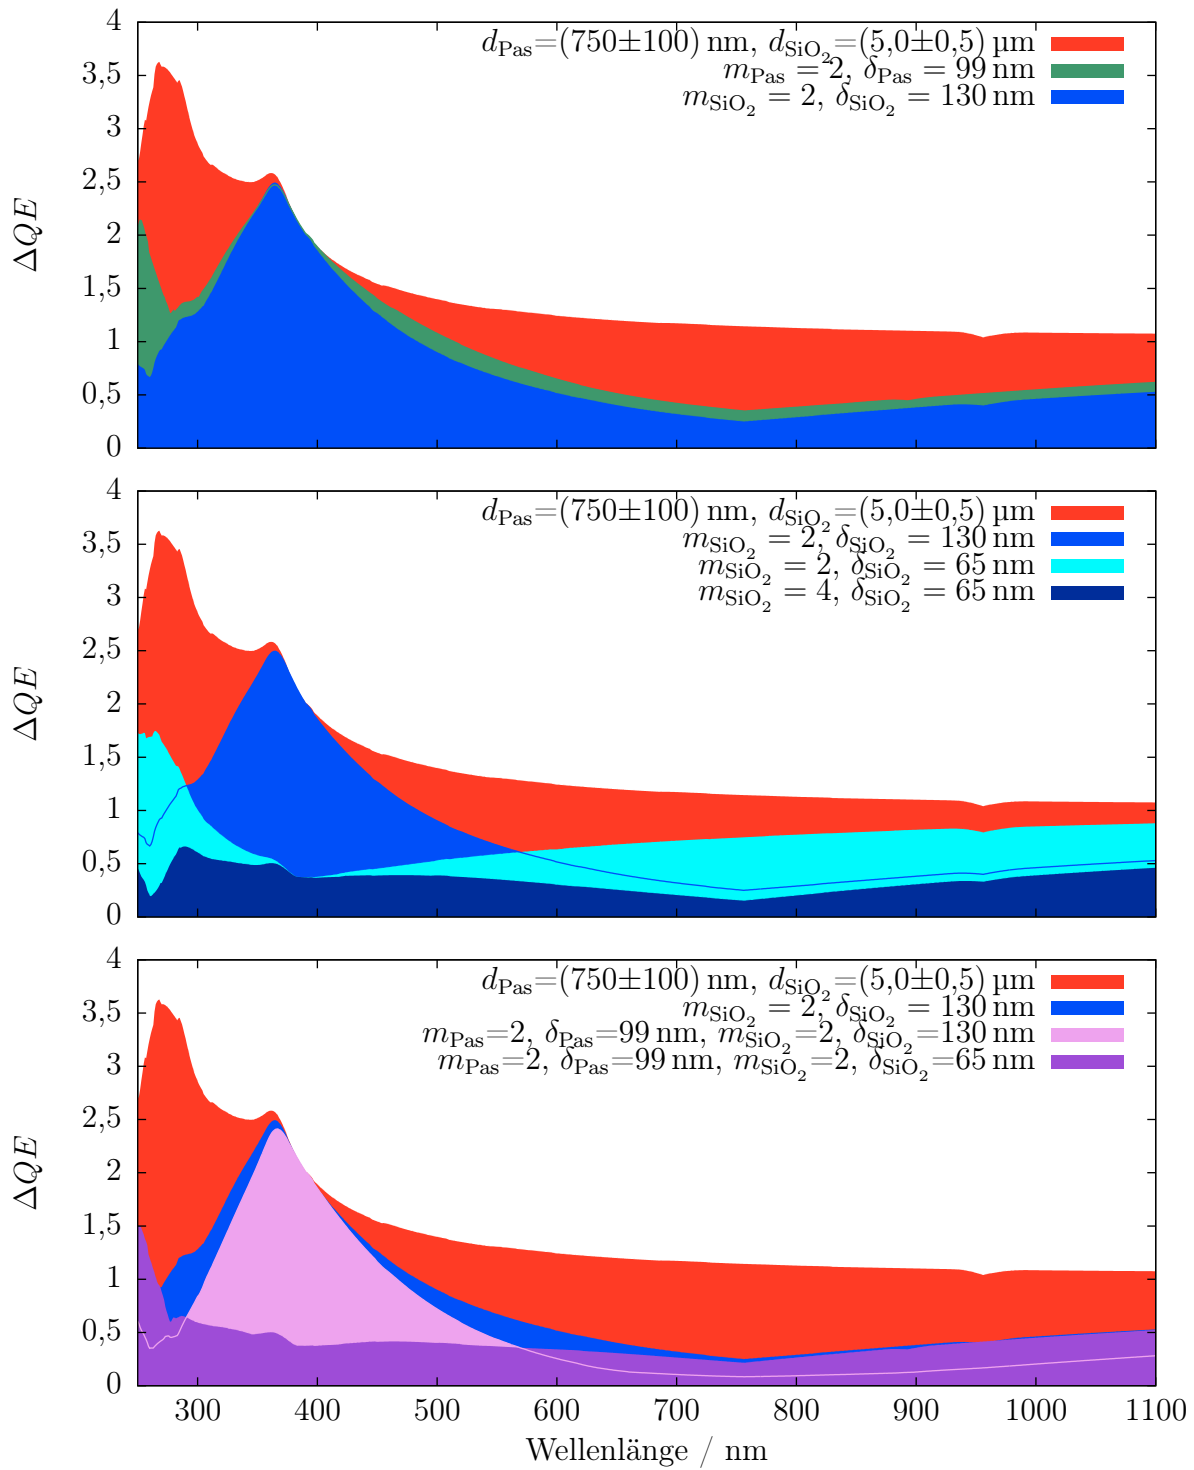 4
3,5
3
2,5
2
1,5
1
0,5
0
ΔQE
d_Pas=(750±100) nm, d_SiO₂=(5,0±0,5) µm
m_Pas = 2, δ_Pas = 99 nm
m_SiO₂ = 2, δ_SiO₂ = 130 nm
4
3,5
3
2,5
2
1,5
1
0,5
0
ΔQE
d_Pas=(750±100) nm, d_SiO₂=(5,0±0,5) µm
m_SiO₂ = 2, δ_SiO₂ = 130 nm
m_SiO₂ = 2, δ_SiO₂ = 65 nm
m_SiO₂ = 4, δ_SiO₂ = 65 nm
4
3,5
3
2,5
2
1,5
1
0,5
0
ΔQE
d_Pas=(750±100) nm, d_SiO₂=(5,0±0,5) µm
m_SiO₂ = 2, δ_SiO₂ = 130 nm
m_Pas=2, δ_Pas=99 nm, m_SiO₂=2, δ_SiO₂=130 nm
m_Pas=2, δ_Pas=99 nm, m_SiO₂=2, δ_SiO₂=65 nm
300 400 500 600 700 800 900 1000 1100
Wellenlänge / nm